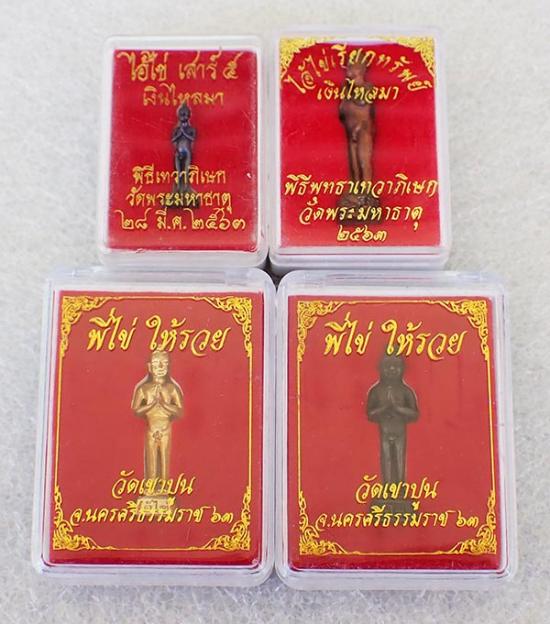 ไอ้ไข่ เสาร์ ๕
เงินไหลมา
พิธีเทวาภิเษก
วัดพระมหาธาตุ
๒๘ มี.ค.๒๕๖๓
ไอ้ไข่เรียกทรัพย์
เงินไหลมา
พิธีพุทธาเทวาภิเษก
วัดพระมหาธาตุ
๒๕๖๓
พี่ไข่ ให้รวย
วัดเขาปูน
จ.นครศรีธรรมราช ๖๓
พี่ไข่ ให้รวย
วัดเขาปูน
จ.นครศรีธรรมราช ๖๓